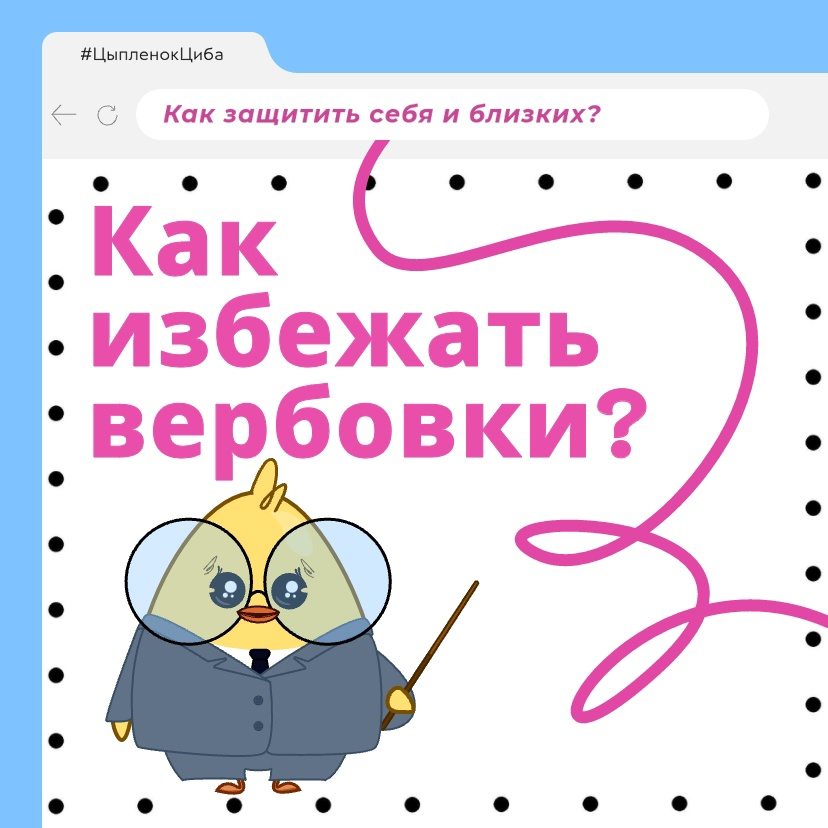 #ЦыпленокЦиба
Как защитить себя и близких?
Как
избежать
вербовки?